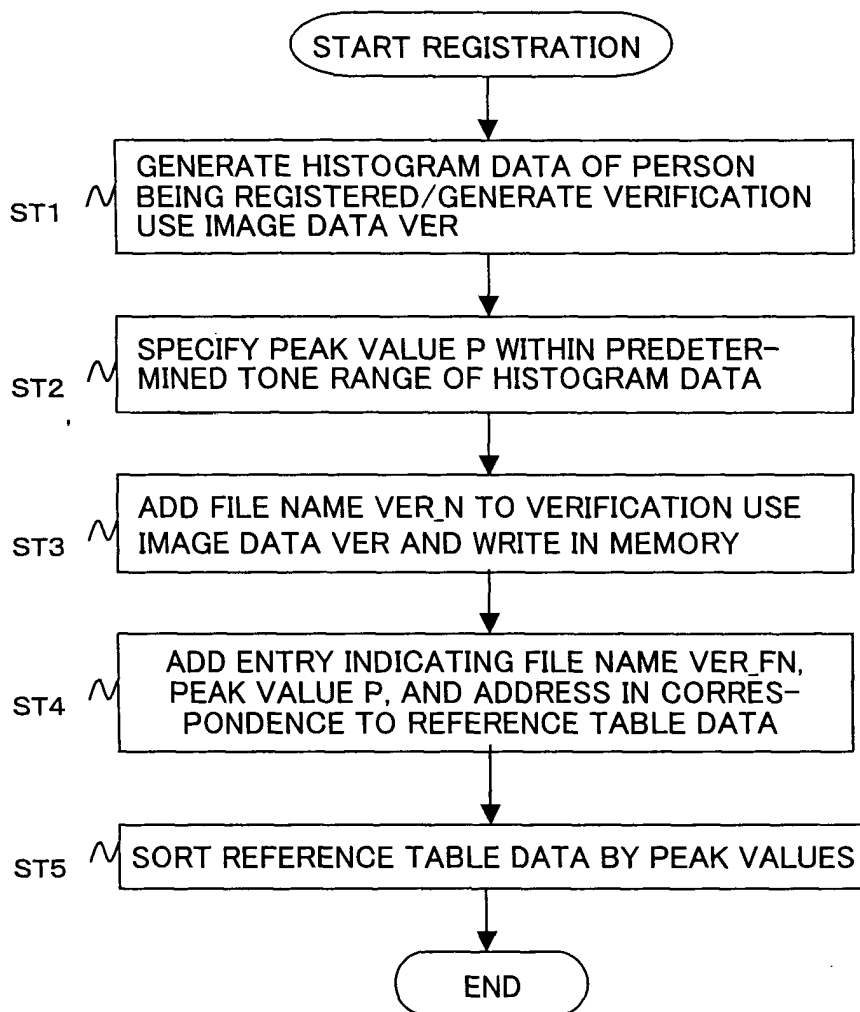 START REGISTRATION
ST1
GENERATE HISTOGRAM DATA OF PERSON
BEING REGISTERED/GENERATE VERIFICATION
USE IMAGE DATA VER
ST2
SPECIFY PEAK VALUE P WITHIN PREDETER-
MINED TONE RANGE OF HISTOGRAM DATA
ST3
ADD FILE NAME VER_N TO VERIFICATION USE
IMAGE DATA VER AND WRITE IN MEMORY
ST4
ADD ENTRY INDICATING FILE NAME VER_FN,
PEAK VALUE P, AND ADDRESS IN CORRES-
PONDENCE TO REFERENCE TABLE DATA
ST5
SORT REFERENCE TABLE DATA BY PEAK VALUES
END